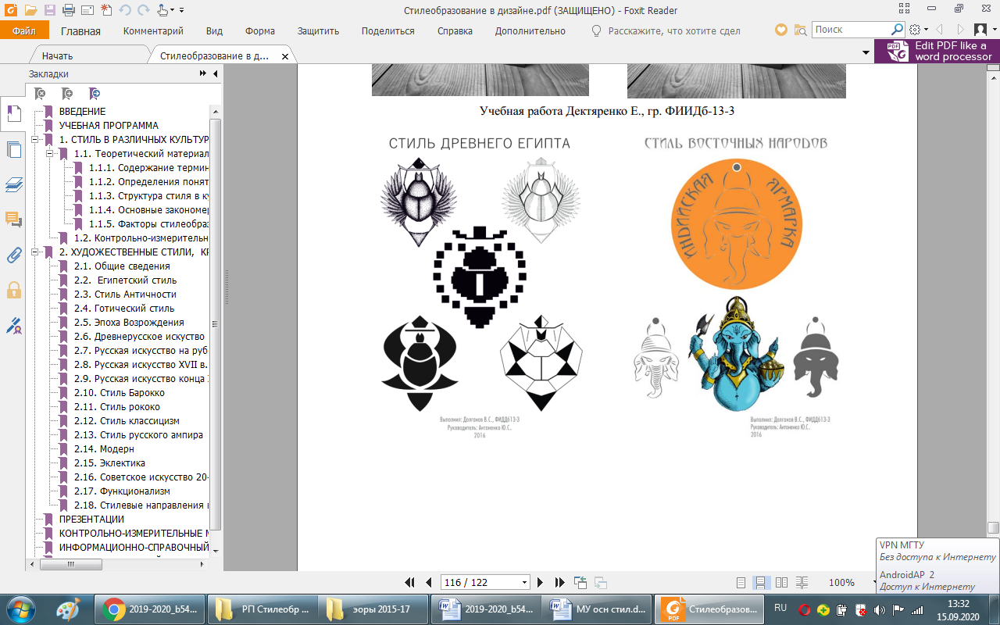 Стилеобразование в дизайне.pdf (ЗАЩИЩЕНО) - Foxit Reader
Файл Главная Комментарий Вид Форма Защитить Поделиться Справка Дополнительно Расскажите, что хотите сдел Поиск
Начать Стилеобразование в д... Edit PDF like a
word processor
Закладки
ВВЕДЕНИЕ
УЧЕБНАЯ ПРОГРАММА
1. СТИЛЬ В РАЗЛИЧНЫХ КУЛЬТУР
1.1. Теоретический материал
1.1.1. Содержание термин
1.1.2. Определения понят
1.1.3. Структура стиля в к
1.1.4. Основные закономер
1.1.5. Факторы стилеобраз
1.2. Контрольно-измерительн
2. ХУДОЖЕСТВЕННЫЕ СТИЛИ, КР
2.1. Общие сведения
2.2. Египетский стиль
2.3. Стиль Античности
2.4. Готический стиль
2.5. Эпоха Возрождения
2.6. Древнерусское искуство
2.7. Русская искусство на руб
2.8. Русская искусство XVII в.
2.9. Русская искусство конца
2.10. Стиль Барокко
2.11. Стиль рококо
2.12. Стиль классицизм
2.13. Стиль русского ампира
2.14. Модерн
2.15. Эклектика
2.16. Советское искусство 20-
2.17. Функционализм
2.18. Стилевые направления
ПРЕЗЕНТАЦИИ
КОНТРОЛЬНО-ИЗМЕРИТЕЛЬНЫЕ М
ИНФОРМАЦИОННО-СПРАВОЧНЫЙ
Учебная работа Дектяренко Е., гр. ФИИДб-13-3
СТИЛЬ ДРЕВНЕГО ЕГИПТА
Выполнил: Долганов В.С., ФИДДб13-3
Руководитель: Антоненко Ю.С.
2016
СТИЛЬ ВОСТОЧНЫХ НАРОДОВ
ИНДИЙСКАЯ ЯРМАРКА
Выполнил: Долганов В.С., ФИДДб13-3
Руководитель: Антоненко Ю.С.
2016
VPN МГТУ
Без доступа к Интернету
AndroidAP 2
Доступ к Интернету
116 / 122 100%
2019-2020_b54... РП Стилеобр ... эоры 2015-17 2019-2020_b54... МУ осн стил.d... Стилеобразов... RU 13:32
15.09.2020